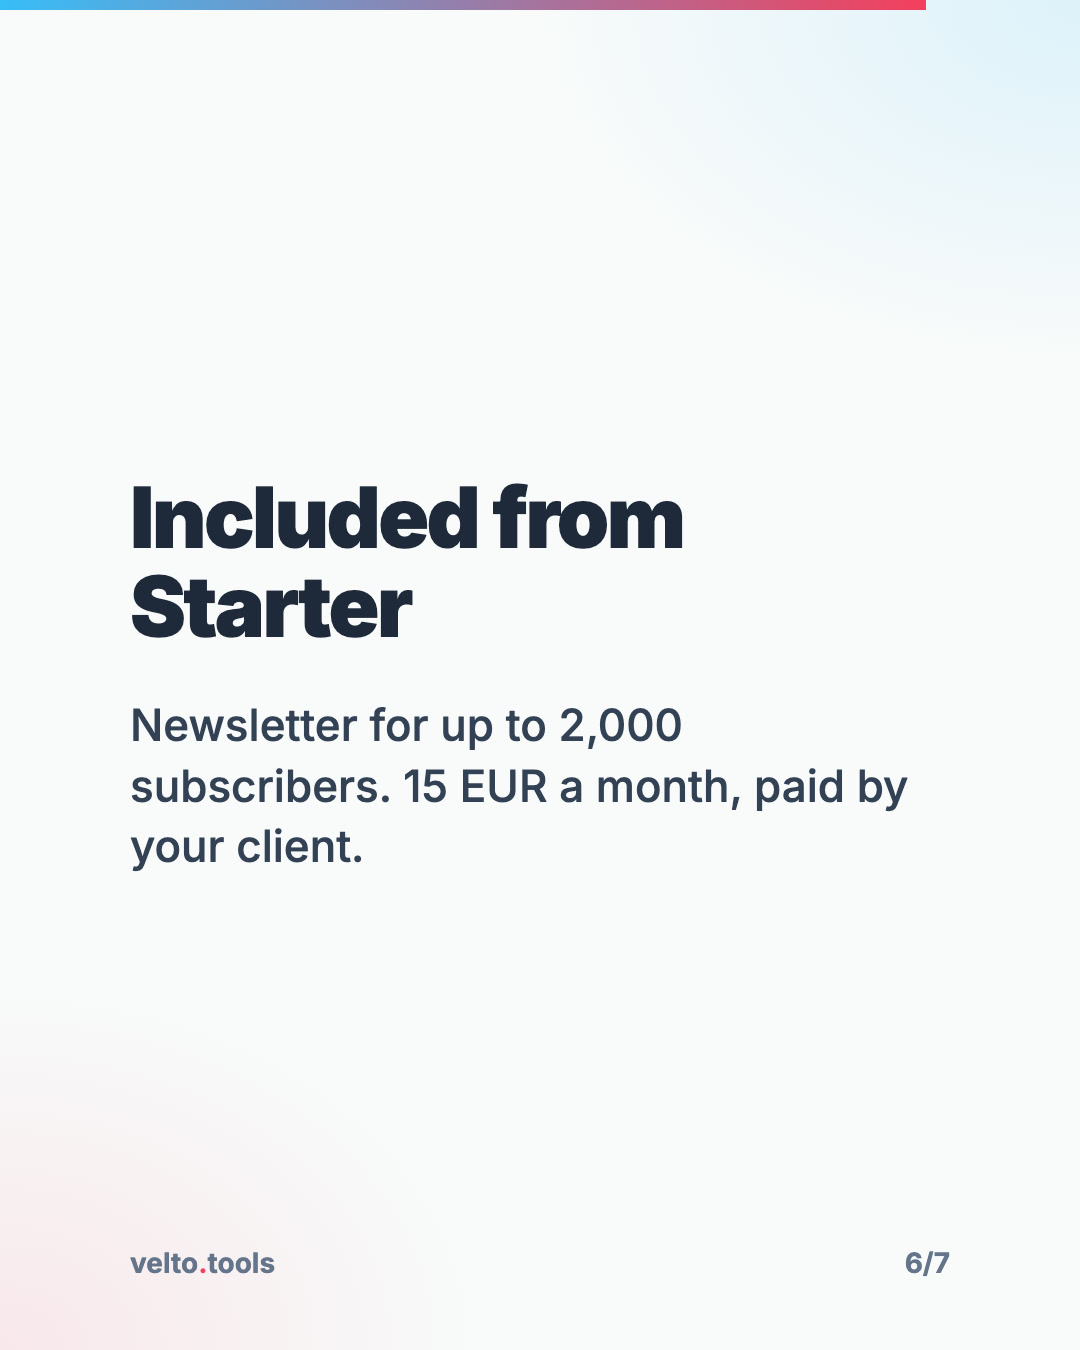 Included from
Starter
Newsletter for up to 2,000
subscribers. 15 EUR a month, paid by
your client.
velto.tools
6/7